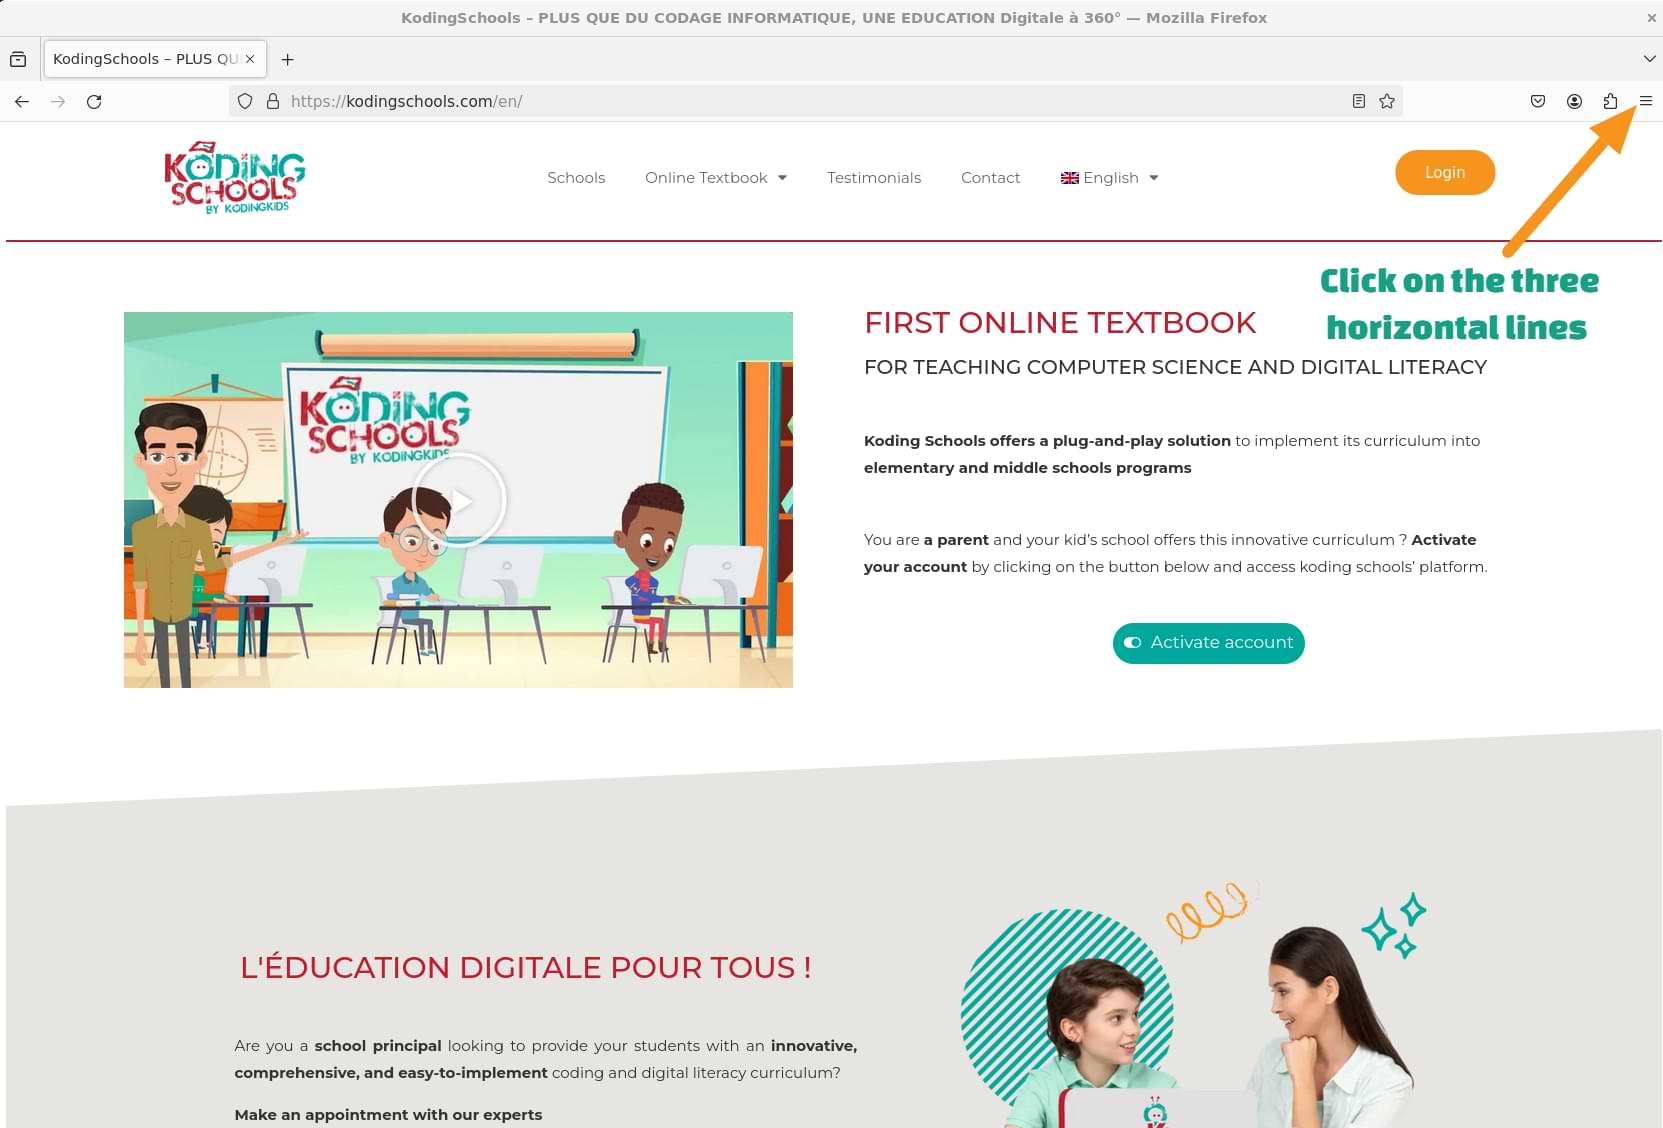 KodingSchools – PLUS QUE DU CODAGE INFORMATIQUE, UNE EDUCATION Digitale à 360° — Mozilla Firefox
KodingSchools – PLUS QU
https://kodingschools.com/en/
KODING
SCHOOLS
BY KODINGKIDS
Schools
Online Textbook
Testimonials
Contact
English
Login
Click on the three
horizontal lines
KODING
SCHOOLS
BY KODINGKIDS
FIRST ONLINE TEXTBOOK
FOR TEACHING COMPUTER SCIENCE AND DIGITAL LITERACY
Koding Schools offers a plug-and-play solution to implement its curriculum into
elementary and middle schools programs
You are a parent and your kid’s school offers this innovative curriculum ? Activate
your account by clicking on the button below and access koding schools’ platform.
Activate account
L'ÉDUCATION DIGITALE POUR TOUS !
Are you a school principal looking to provide your students with an innovative,
comprehensive, and easy-to-implement coding and digital literacy curriculum?
Make an appointment with our experts